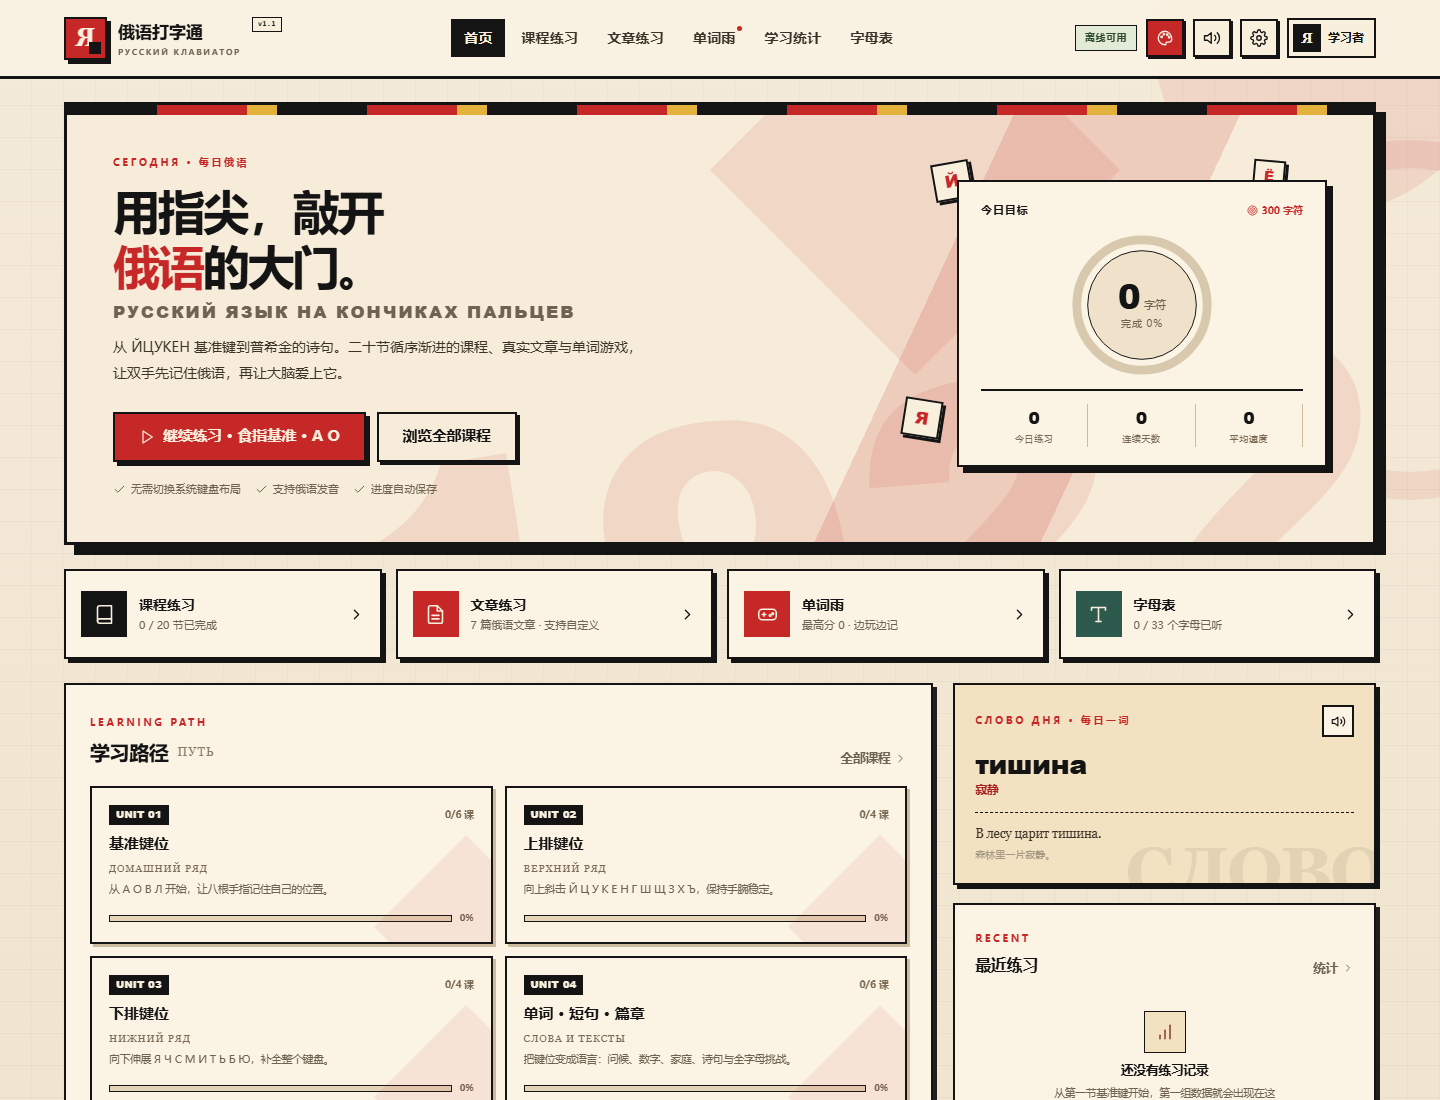 Я
俄语打字通
v1.1
РУССКИЙ КЛАВИАТОР
首页
课程练习
文章练习
单词雨
学习统计
字母表
离线可用
Я
学习者
СЕГОДНЯ • 每日俄语
用指尖，敲开
俄语的大门。
РУССКИЙ ЯЗЫК НА КОНЧИКАХ ПАЛЬЦЕВ
从 ЙЦУКЕН 基准键到普希金的诗句。二十节循序渐进的课程、真实文章与单词游戏，
让双手先记住俄语，再让大脑爱上它。
继续练习 • 食指基准 • А О
浏览全部课程
无需切换系统键盘布局
支持俄语发音
进度自动保存
Й
Ё
Я
今日目标
300 字符
0 字符
完成 0%
0
今日练习
0
连续天数
0
平均速度
1922
课程练习
0 / 20 节已完成
文章练习
7 篇俄语文章 · 支持自定义
单词雨
最高分 0 · 边玩边记
字母表
0 / 33 个字母已听
LEARNING PATH
学习路径 ПУТЬ
全部课程
UNIT 01
0/6 课
基准键位
ДОМАШНИЙ РЯД
从 А О В Л 开始，让八根手指记住自己的位置。
0%
UNIT 02
0/4 课
上排键位
ВЕРХНИЙ РЯД
向上斜击 Й Ц У К Е Н Г Ш Щ З Х Ъ，保持手腕稳定。
0%
UNIT 03
0/4 课
下排键位
НИЖНИЙ РЯД
向下伸展 Я Ч С М И Т Ь Б Ю，补全整个键盘。
0%
UNIT 04
0/6 课
单词 • 短句 • 篇章
СЛОВА И ТЕКСТЫ
把键位变成语言：问候、数字、家庭、诗句与全字母挑战。
0%
СЛОВО ДНЯ • 每日一词
тишина
寂静
В лесу царит тишина.
森林里一片寂静。
СЛОВО
RECENT
最近练习
统计
还没有练习记录
从第一节基准键开始，第一组数据就会出现在这